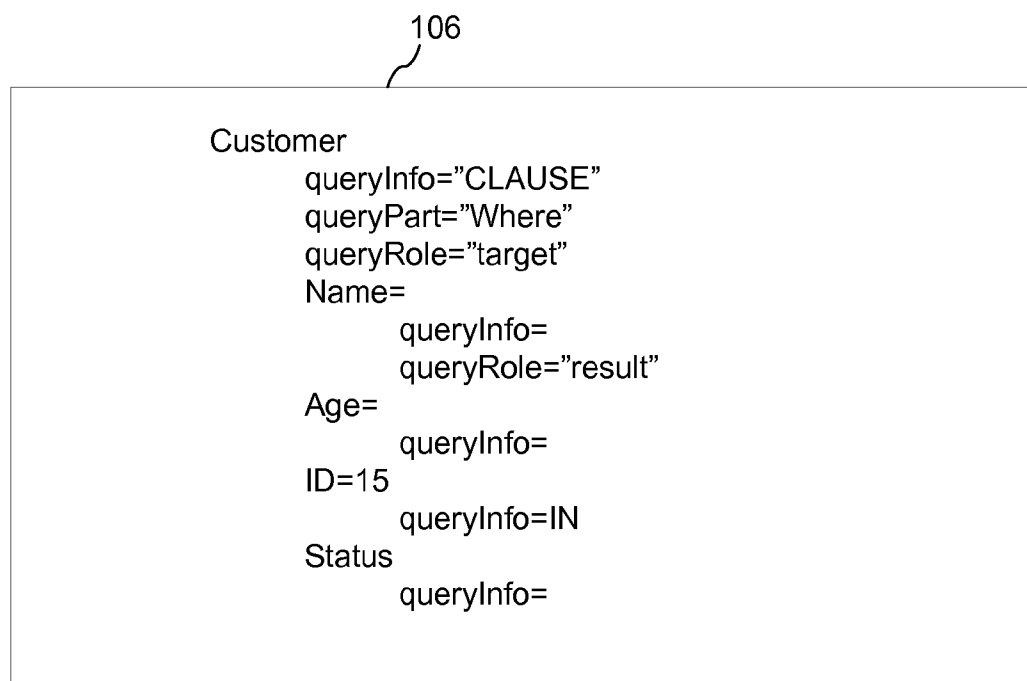 106
Customer
queryInfo=”CLAUSE”
queryPart=”Where”
queryRole=”target”
Name=
queryInfo=
queryRole=”result”
Age=
queryInfo=
ID=15
queryInfo=IN
Status
queryInfo=